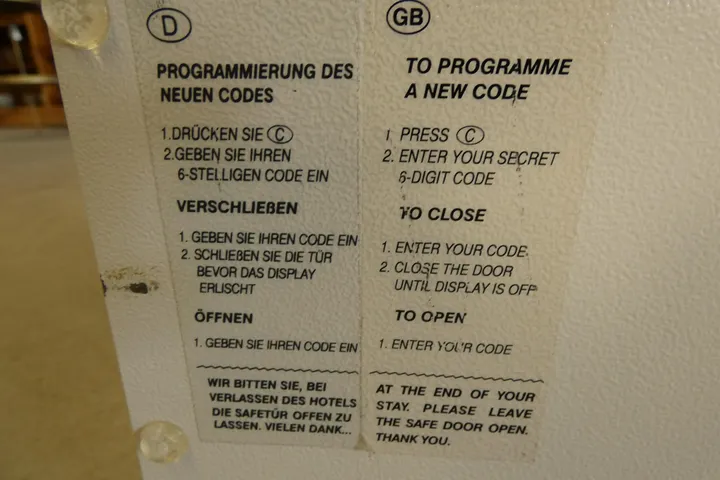 D
PROGRAMMIERUNG DES
NEUEN CODES
1.DRÜCKEN SIE C
2.GEBEN SIE IHREN
6-STELLIGEN CODE EIN
VERSCHLIEßEN
1. GEBEN SIE IHREN CODE EIN
2. SCHLIEßEN SIE DIE TÜR
BEVOR DAS DISPLAY
ERLISCHT
ÖFFNEN
1. GEBEN SIE IHREN CODE EIN
WIR BITTEN SIE, BEI
VERLASSEN DES HOTELS
DIE SAFETÜR OFFEN ZU
LASSEN. VIELEN DANK...
GB
TO PROGRAMME
A NEW CODE
1 PRESS C
2. ENTER YOUR SECRET
6-DIGIT CODE
TO CLOSE
1. ENTER YOUR CODE
2. CLOSE THE DOOR
UNTIL DISPLAY IS OFF
TO OPEN
1. ENTER YOUR CODE
AT THE END OF YOUR
STAY. PLEASE LEAVE
THE SAFE DOOR OPEN.
THANK YOU.